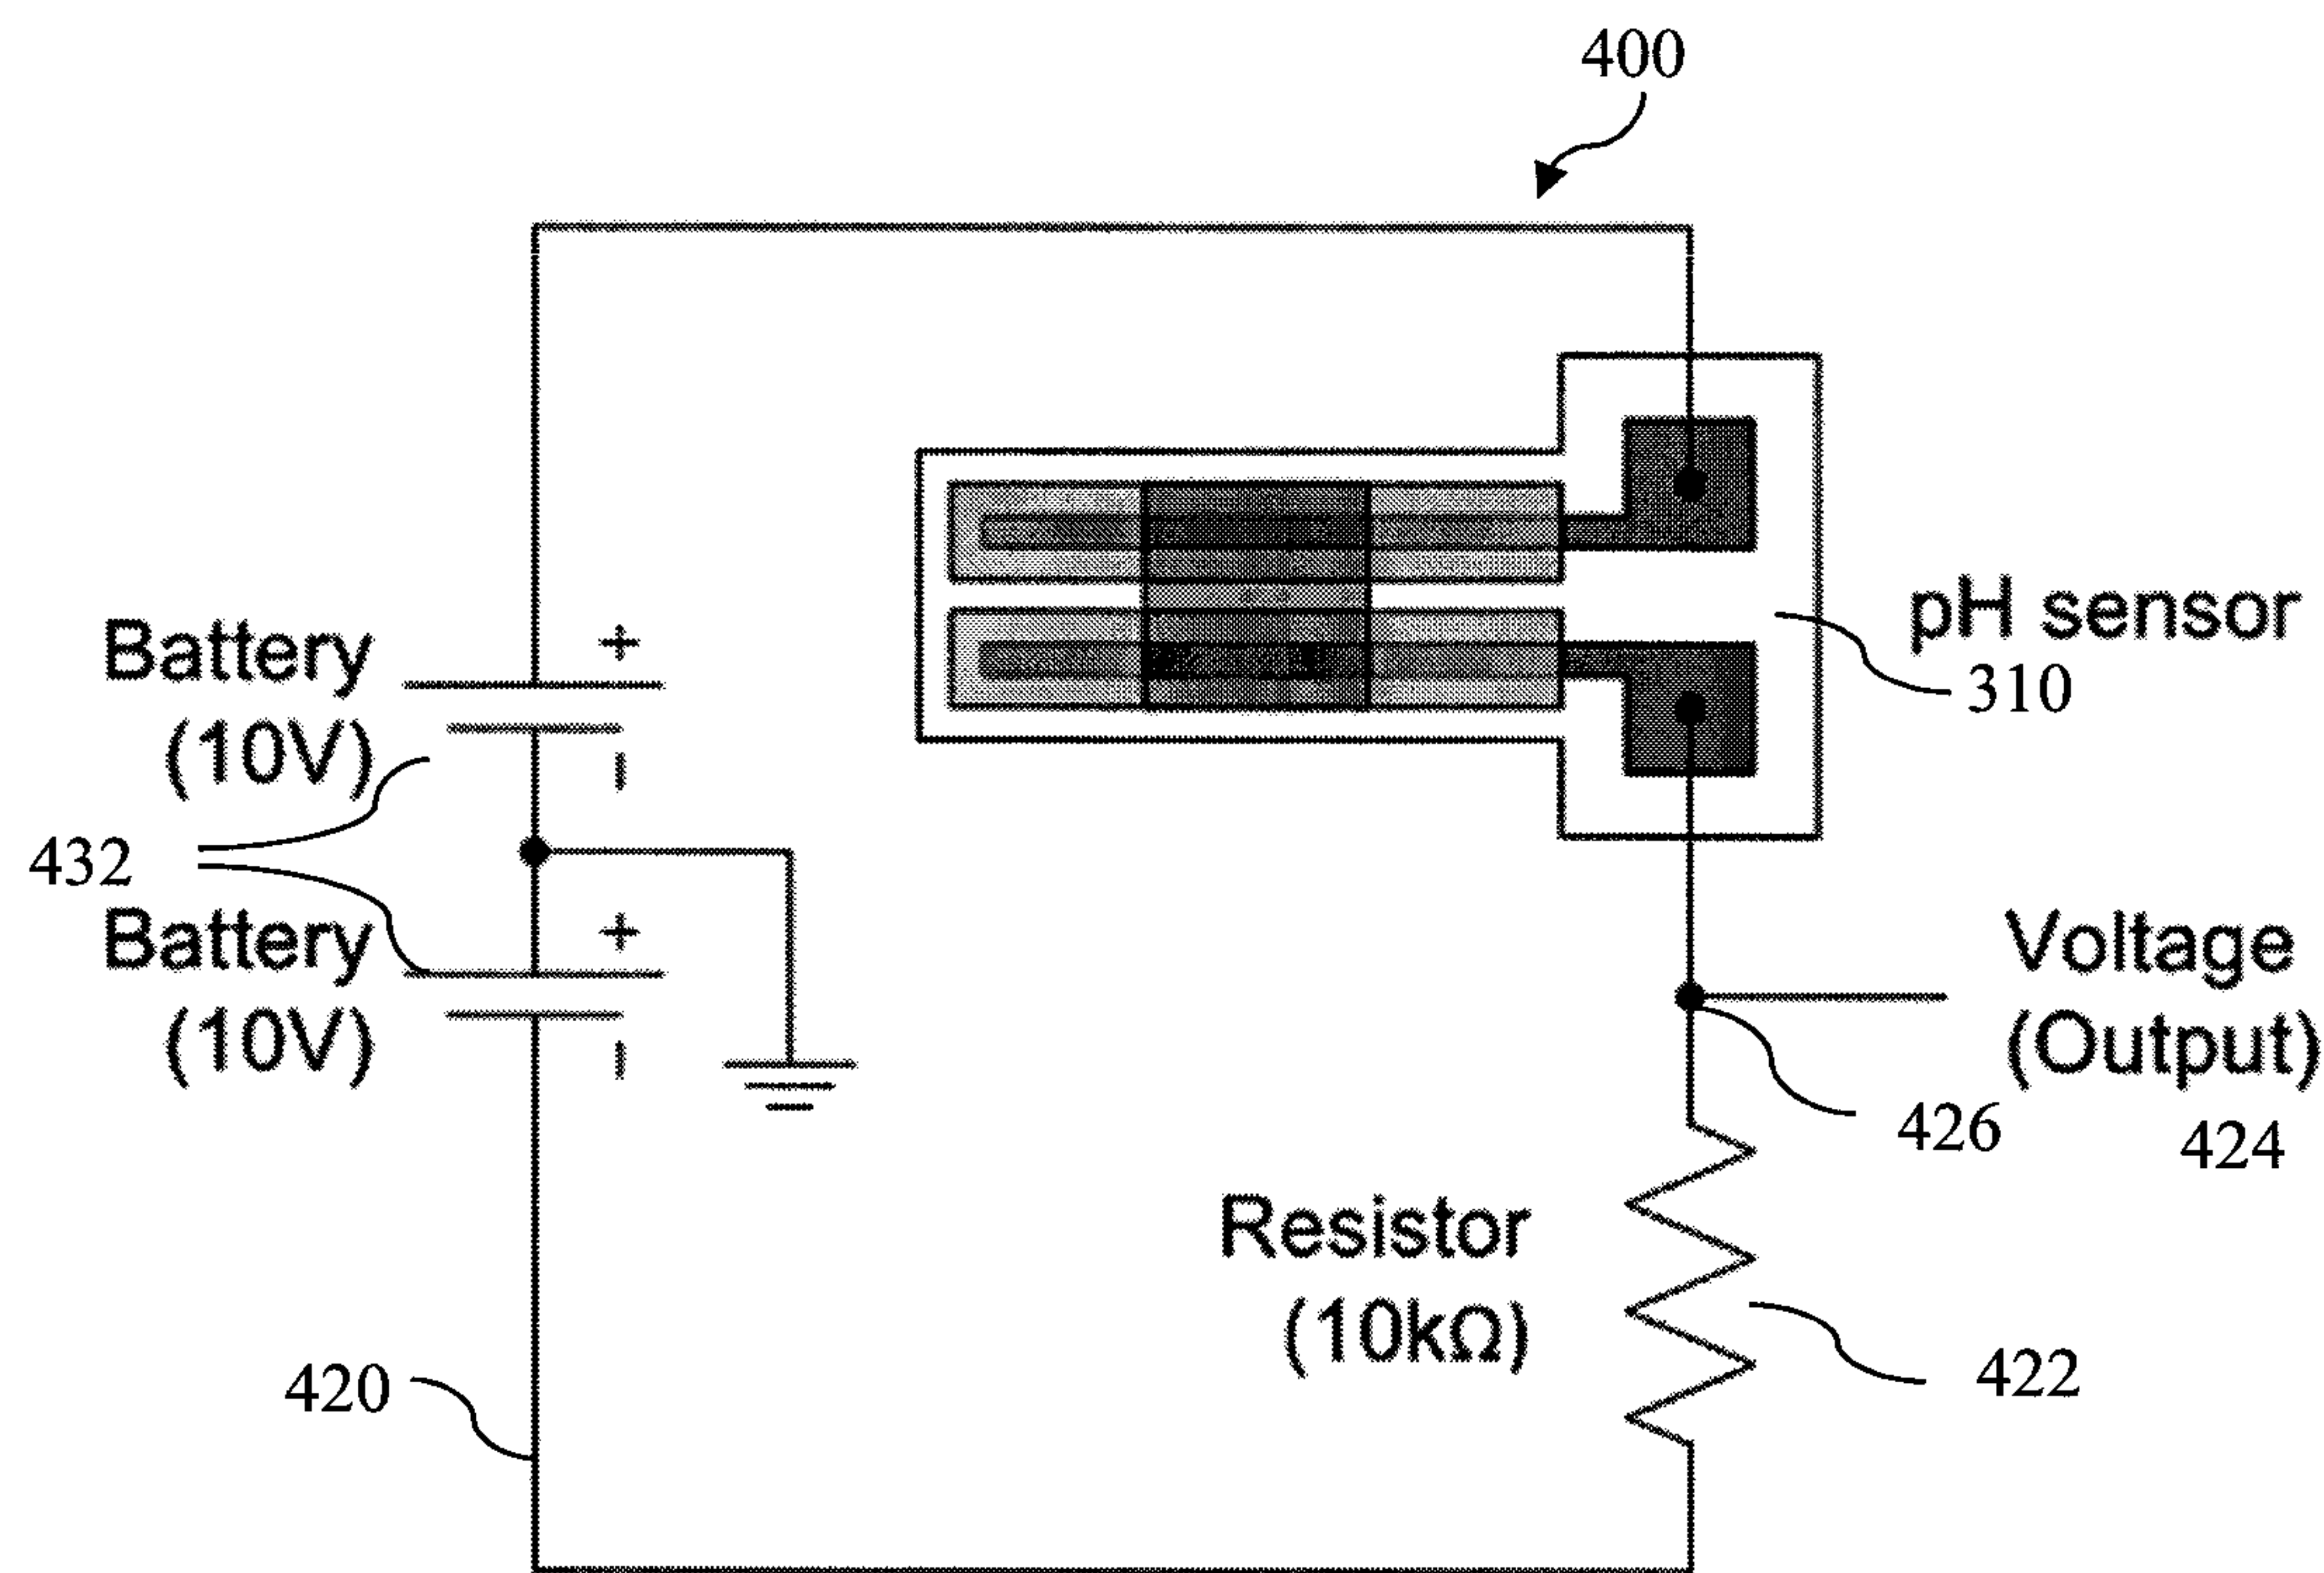 400
Battery
(10V)
+
−
432
Battery
(10V)
+
−
420
pH sensor
310
Voltage
(Output)
426
424
Resistor
(10kΩ)
422